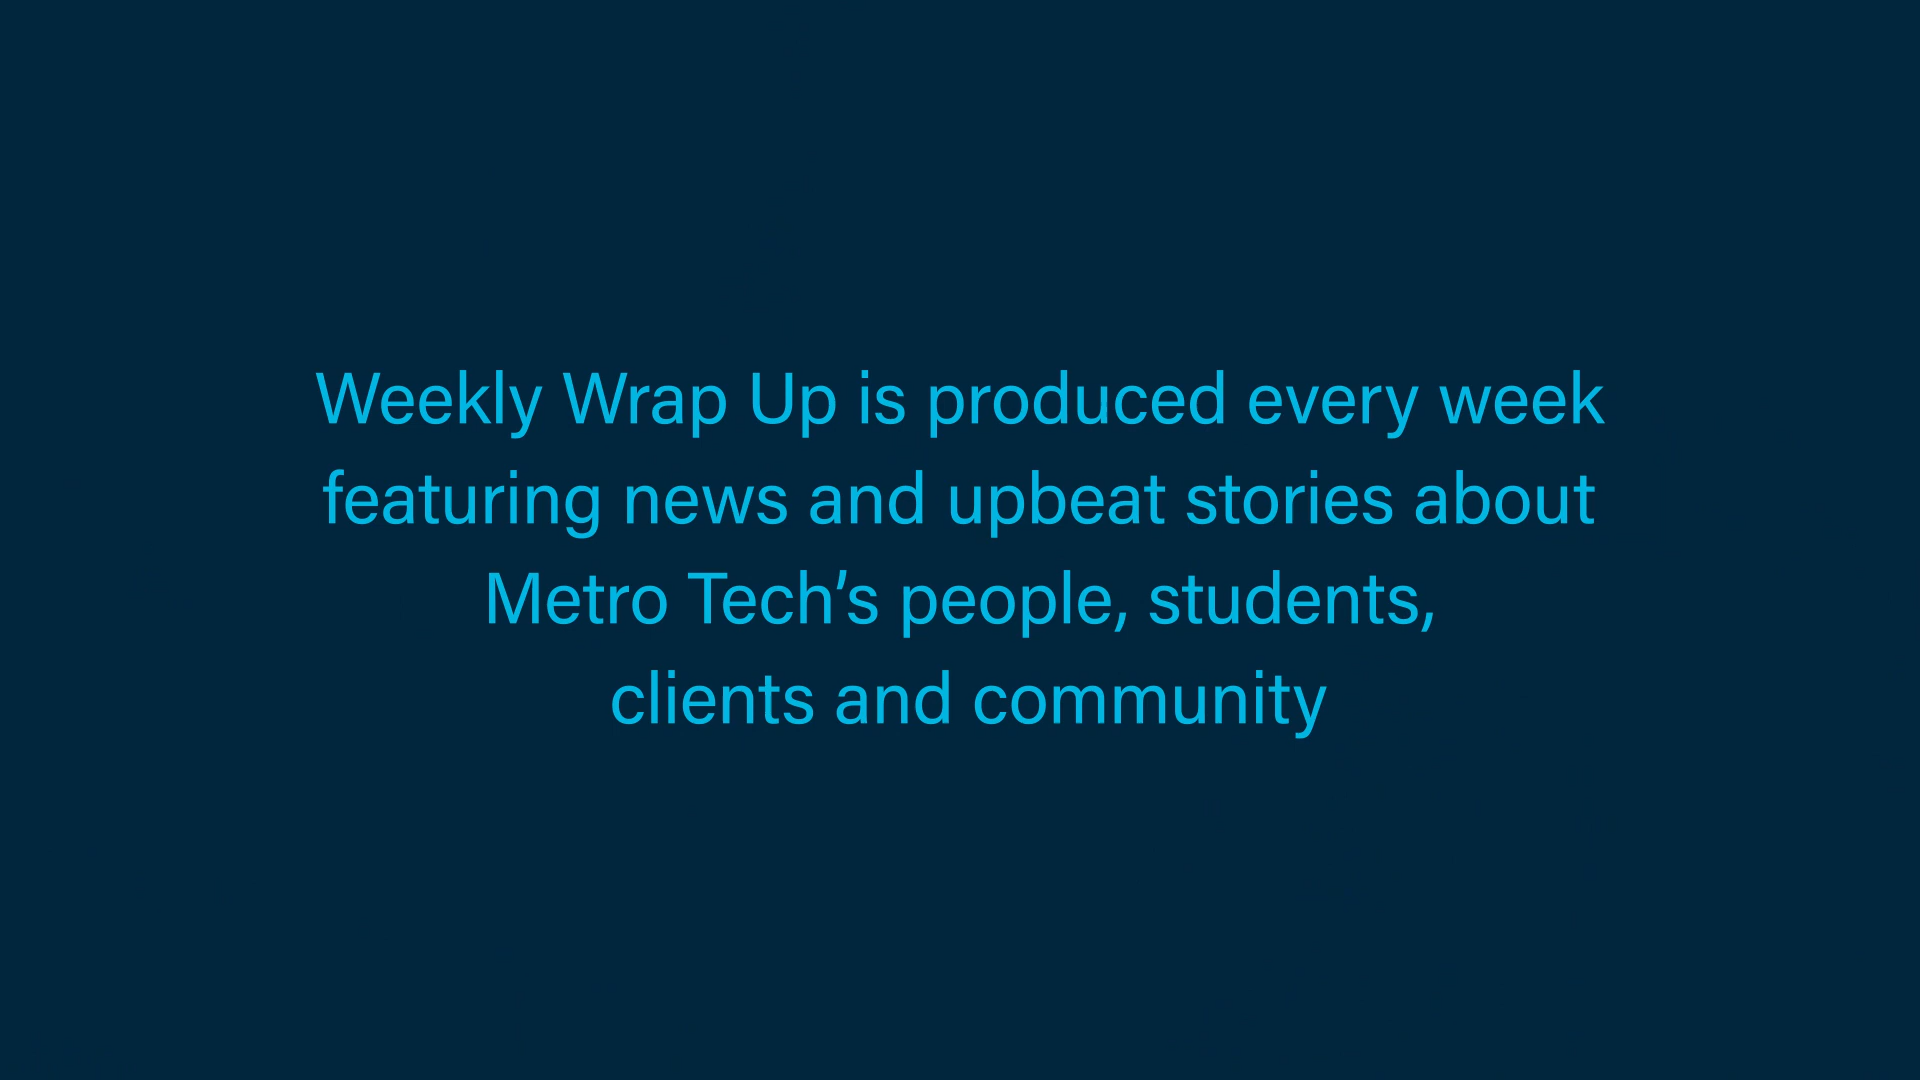 Weekly Wrap Up is produced every week
featuring news and upbeat stories about
Metro Tech’s people, students,
clients and community